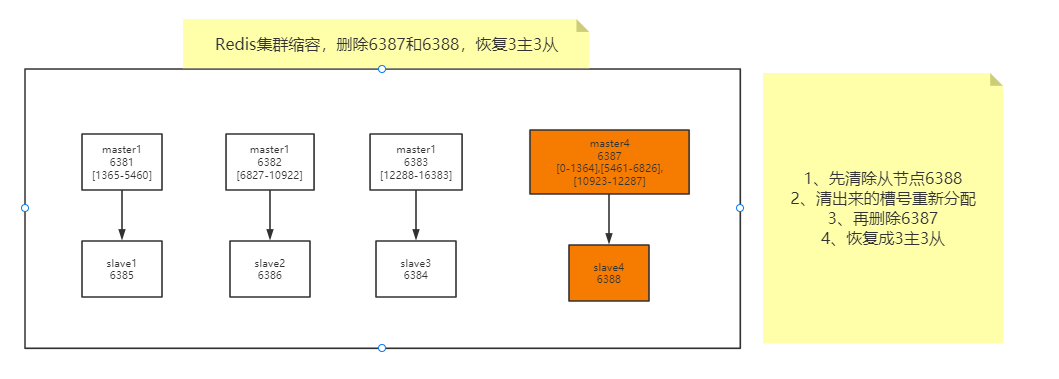 Redis集群缩容，删除6387和6388，恢复3主3从
master1
6381
[1365-5460]
master1
6382
[6827-10922]
master1
6383
[12288-16383]
master4
6387
[0-1364],[5461-6826],
[10923-12287]
slave1
6385
slave2
6386
slave3
6384
slave4
6388
1、先清除从节点6388
2、清出来的槽号重新分配
3、再删除6387
4、恢复成3主3从